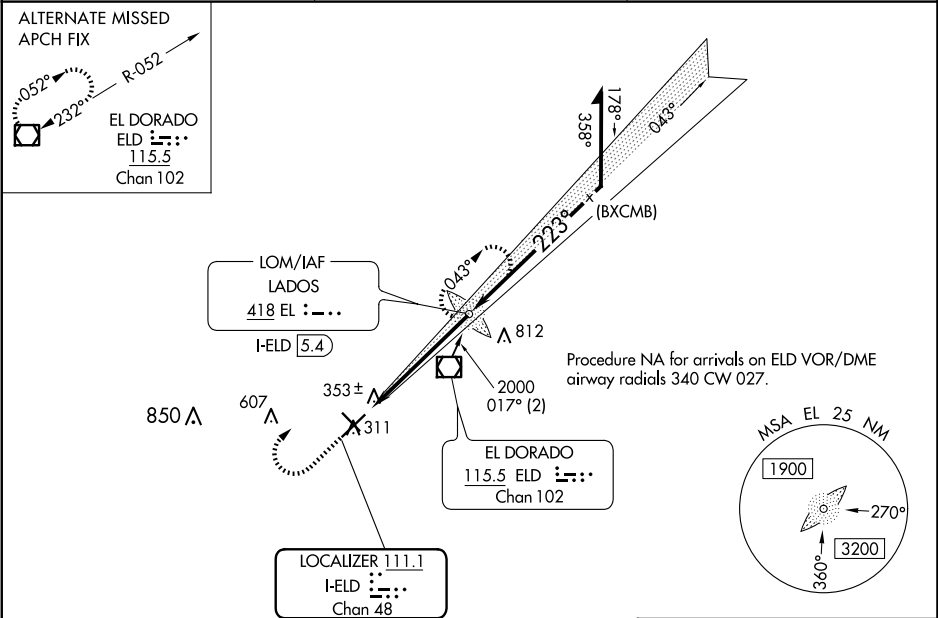 ALTERNATE MISSED
APCH FIX
052°
232°
R-052
EL DORADO
ELD
115.5
Chan 102
178°
358°
043°
(BXCMB)
223°
043°
LOM/IAF
LADOS
418 EL
I-ELD 5.4
812
2000
017° (2)
Procedure NA for arrivals on ELD VOR/DME
airway radials 340 CW 027.
353±
850
607
311
EL DORADO
115.5 ELD
Chan 102
LOCALIZER 111.1
I-ELD
Chan 48
MSA EL 25 NM
1900
270°
3200
360°